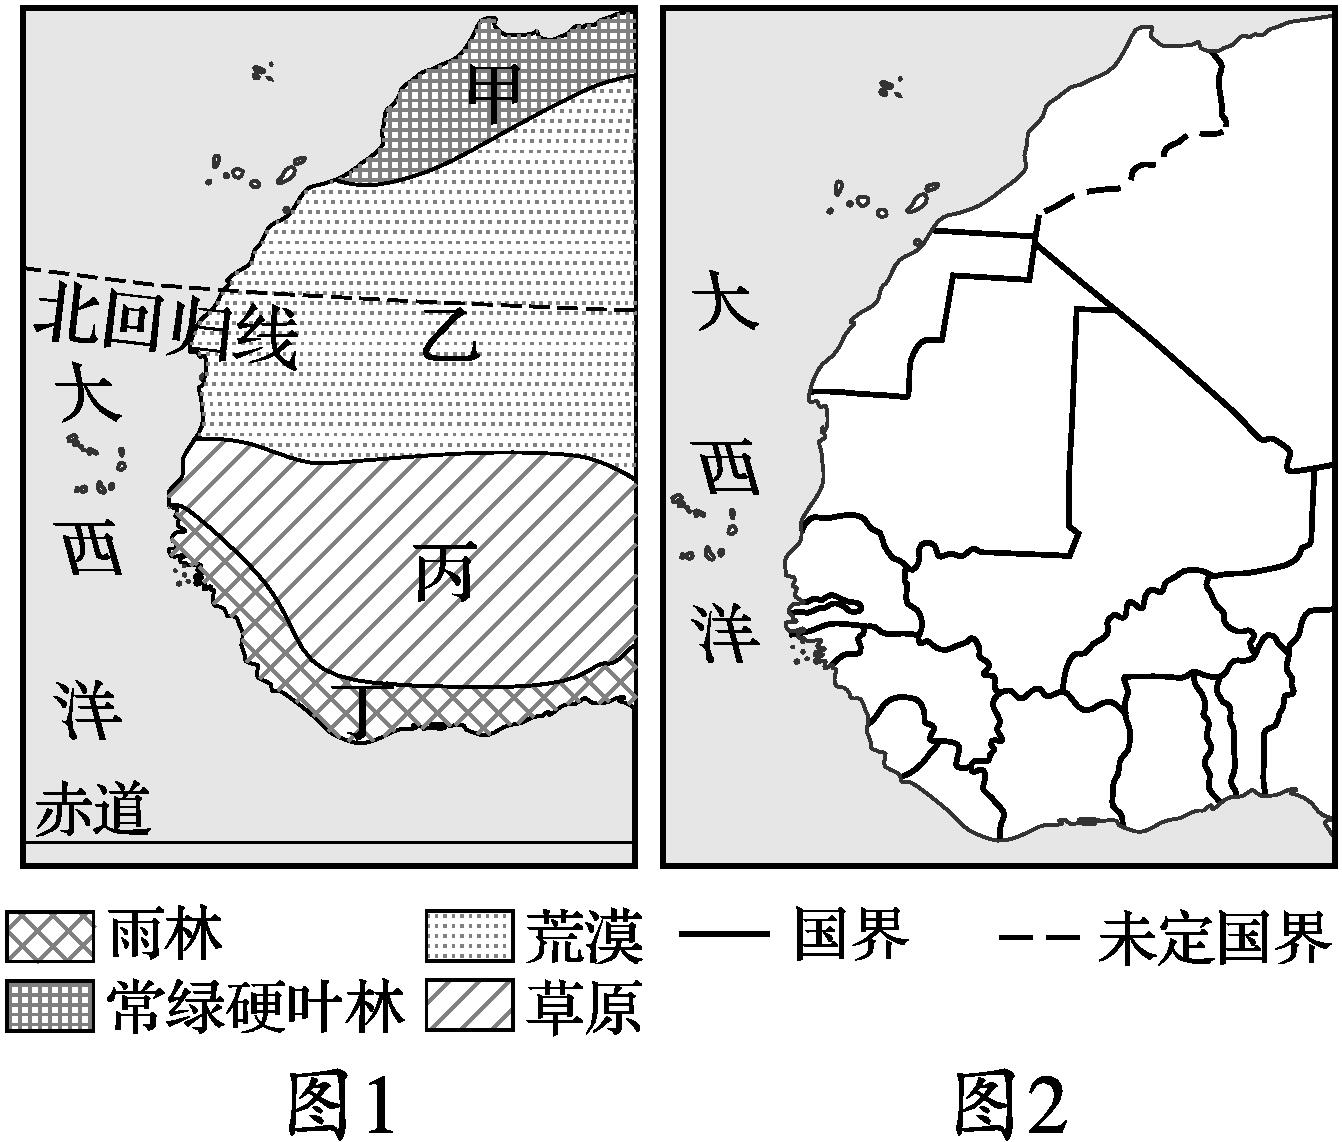 甲
北回归线
乙
大
西
洋
丙
丁
赤道
大
西
洋
雨林
荒漠
国界
未定国界
常绿硬叶林
草原
图1
图2